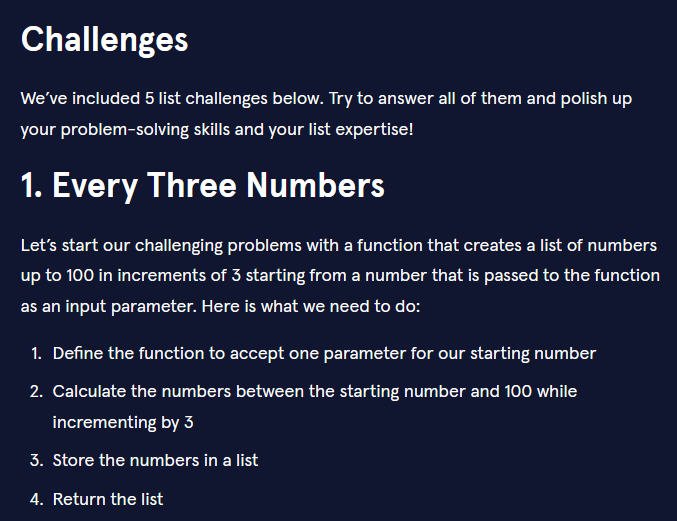 Challenges
We’ve included 5 list challenges below. Try to answer all of them and polish up
your problem-solving skills and your list expertise!
1. Every Three Numbers
Let’s start our challenging problems with a function that creates a list of numbers
up to 100 in increments of 3 starting from a number that is passed to the function
as an input parameter. Here is what we need to do:
1. Define the function to accept one parameter for our starting number
2. Calculate the numbers between the starting number and 100 while
incrementing by 3
3. Store the numbers in a list
4. Return the list